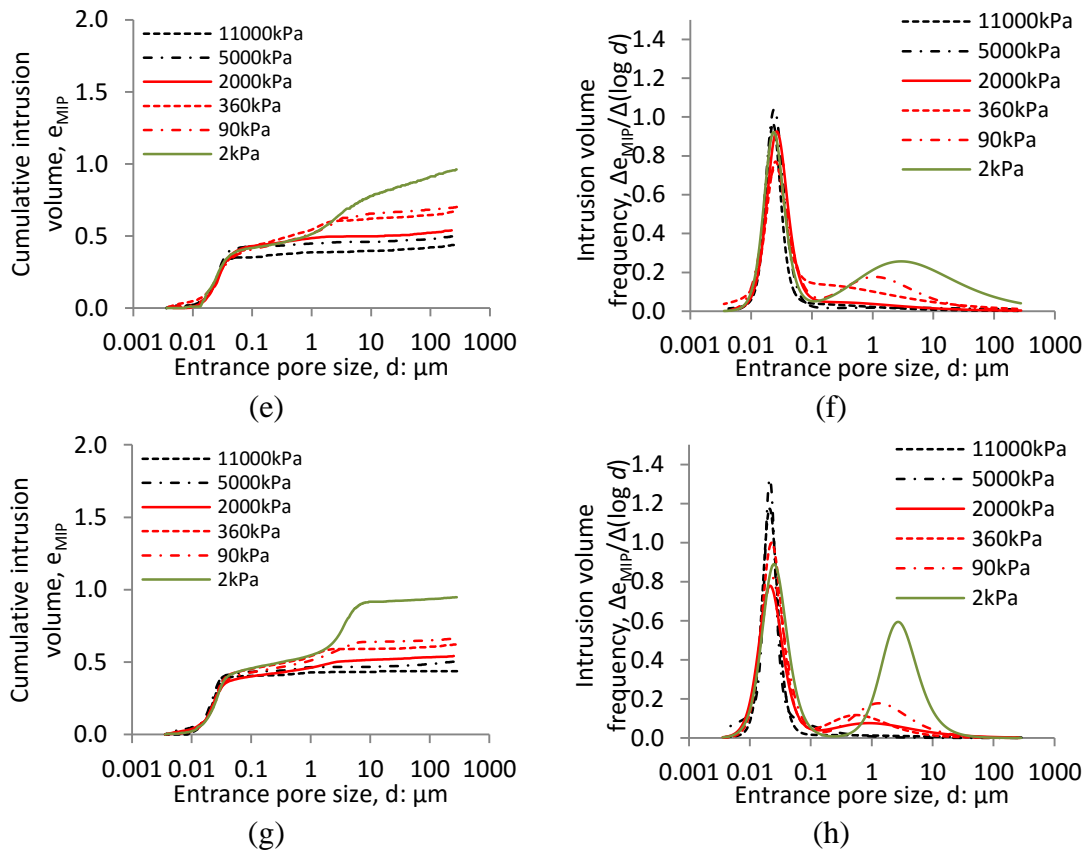 Cumulative intrusion
volume, eMIP
2.0
1.5
1.0
0.5
0.0
11000kPa
5000kPa
2000kPa
360kPa
90kPa
2kPa
0.001 0.01 0.1 1 10 100 1000
Entrance pore size, d: μm
(e)
Intrusion volume
frequency, ΔeMIP/Δ(log d)
1.4
1.2
1.0
0.8
0.6
0.4
0.2
0.0
11000kPa
5000kPa
2000kPa
360kPa
90kPa
2kPa
0.001 0.01 0.1 1 10 100 1000
Entrance pore size, d: μm
(f)
Cumulative intrusion
volume, eMIP
2.0
1.5
1.0
0.5
0.0
11000kPa
5000kPa
2000kPa
360kPa
90kPa
2kPa
0.001 0.01 0.1 1 10 100 1000
Entrance pore size, d: μm
(g)
Intrusion volume
frequency, ΔeMIP/Δ(log d)
1.4
1.2
1.0
0.8
0.6
0.4
0.2
0.0
11000kPa
5000kPa
2000kPa
360kPa
90kPa
2kPa
0.001 0.01 0.1 1 10 100 1000
Entrance pore size, d: μm
(h)